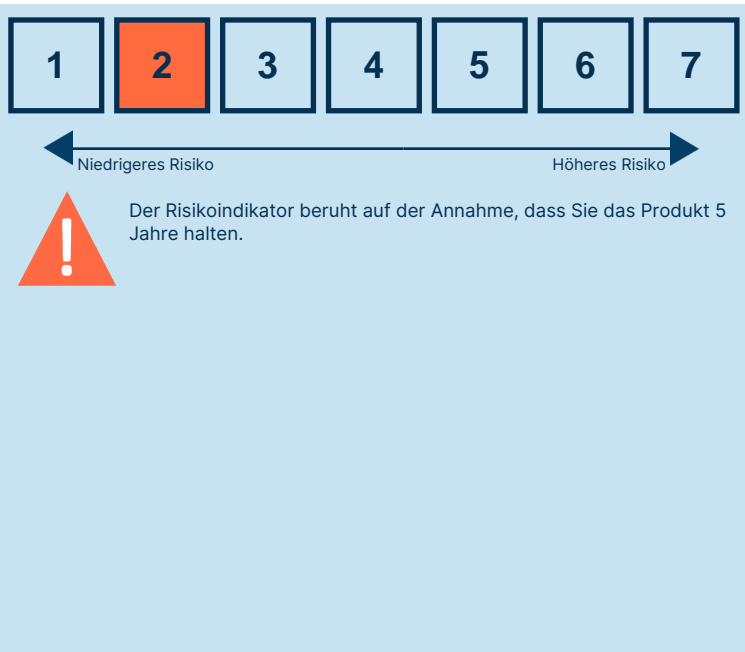 1 2 3 4 5 6 7
Niedrigeres Risiko Höheres Risiko
!
Der Risikoindikator beruht auf der Annahme, dass Sie das Produkt 5
Jahre halten.